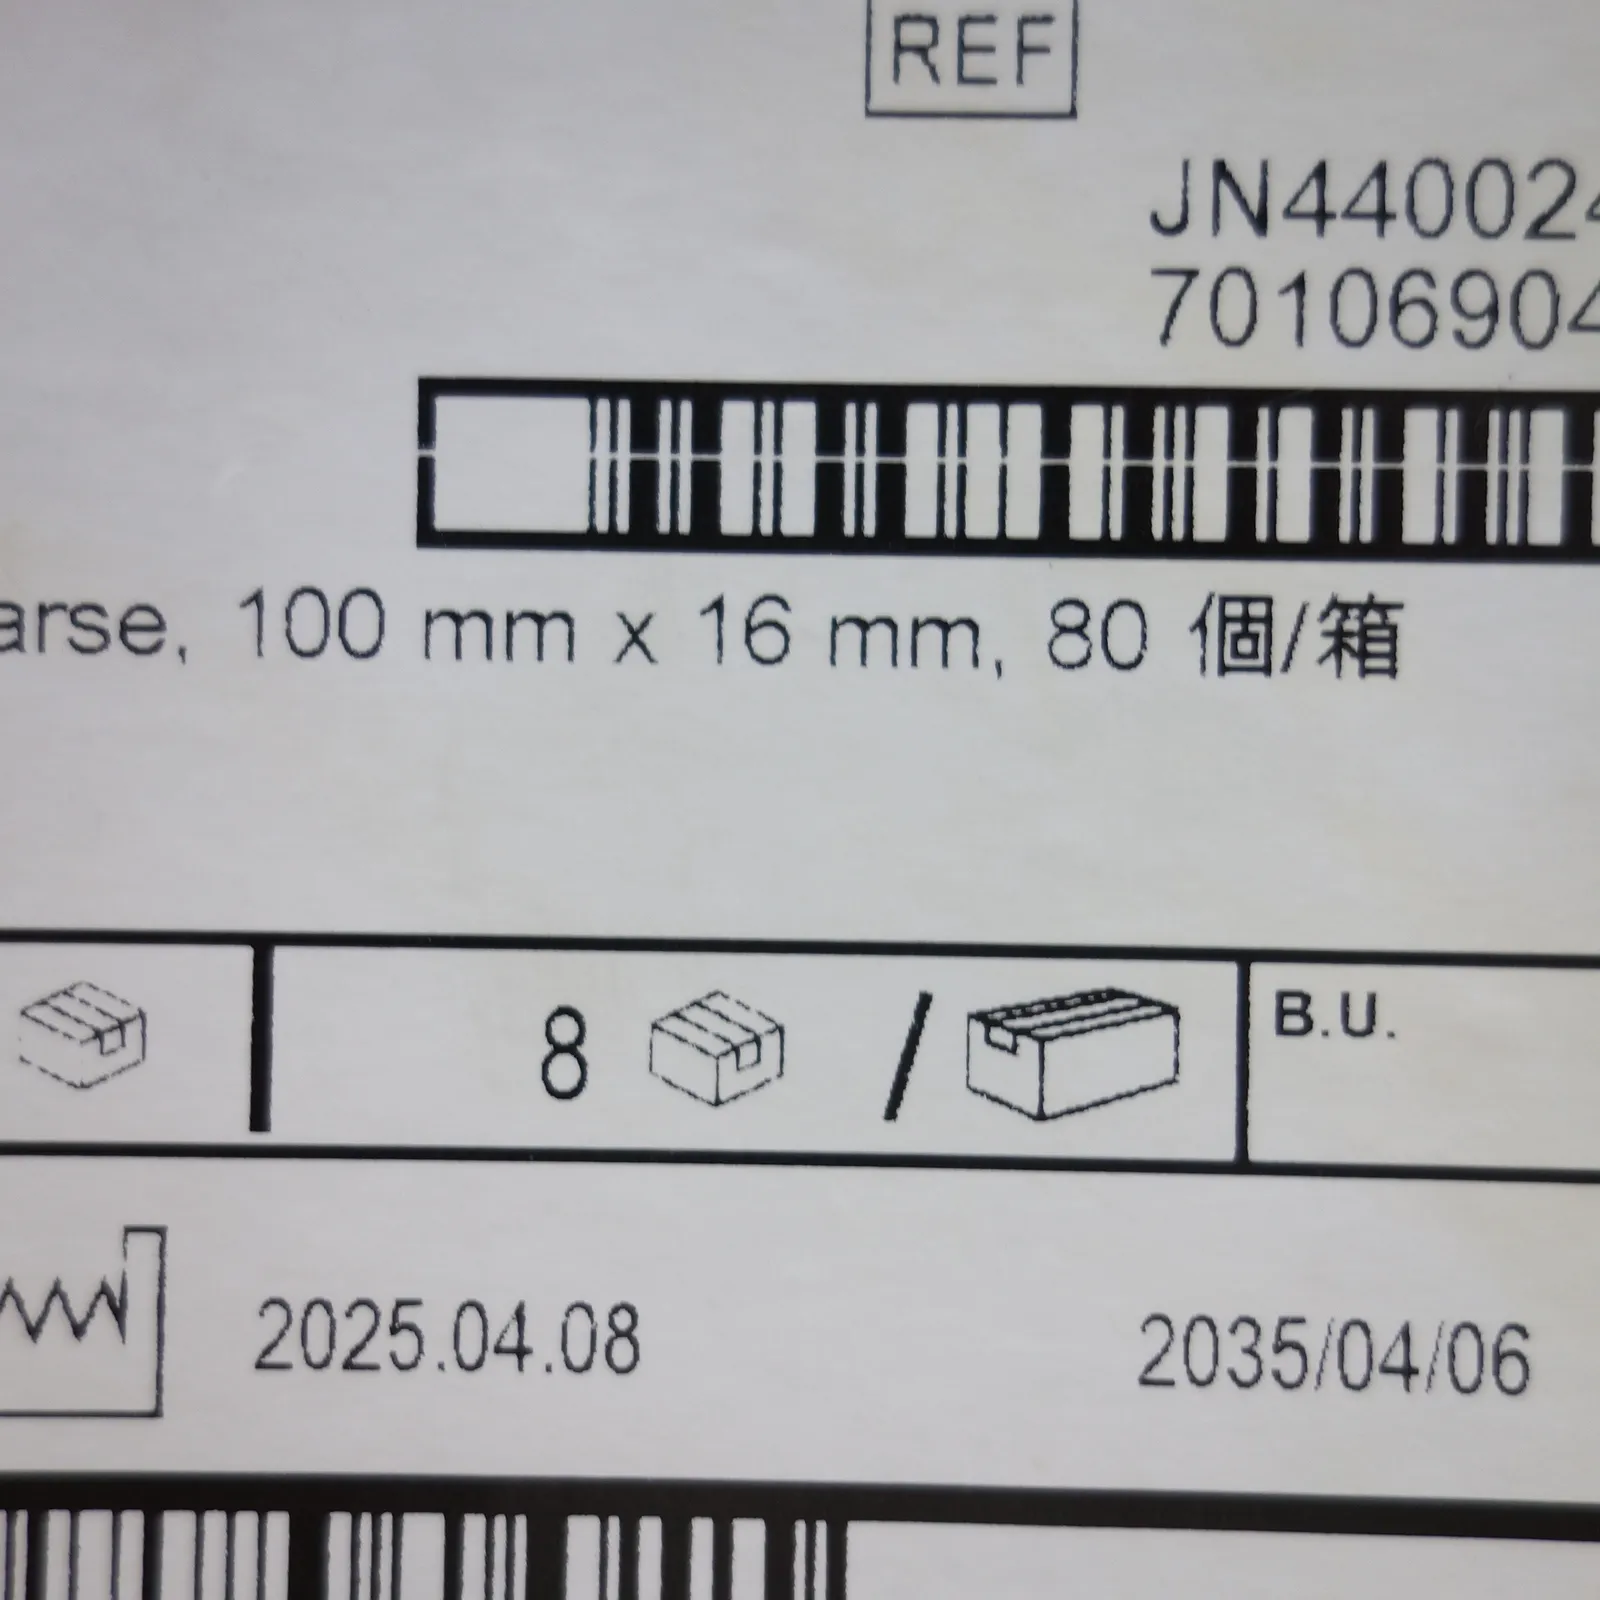 REF
JN44002
7010690
arse, 100 mm x 16 mm, 80 個/箱
8 /
B.U.
2025.04.08
2035/04/06